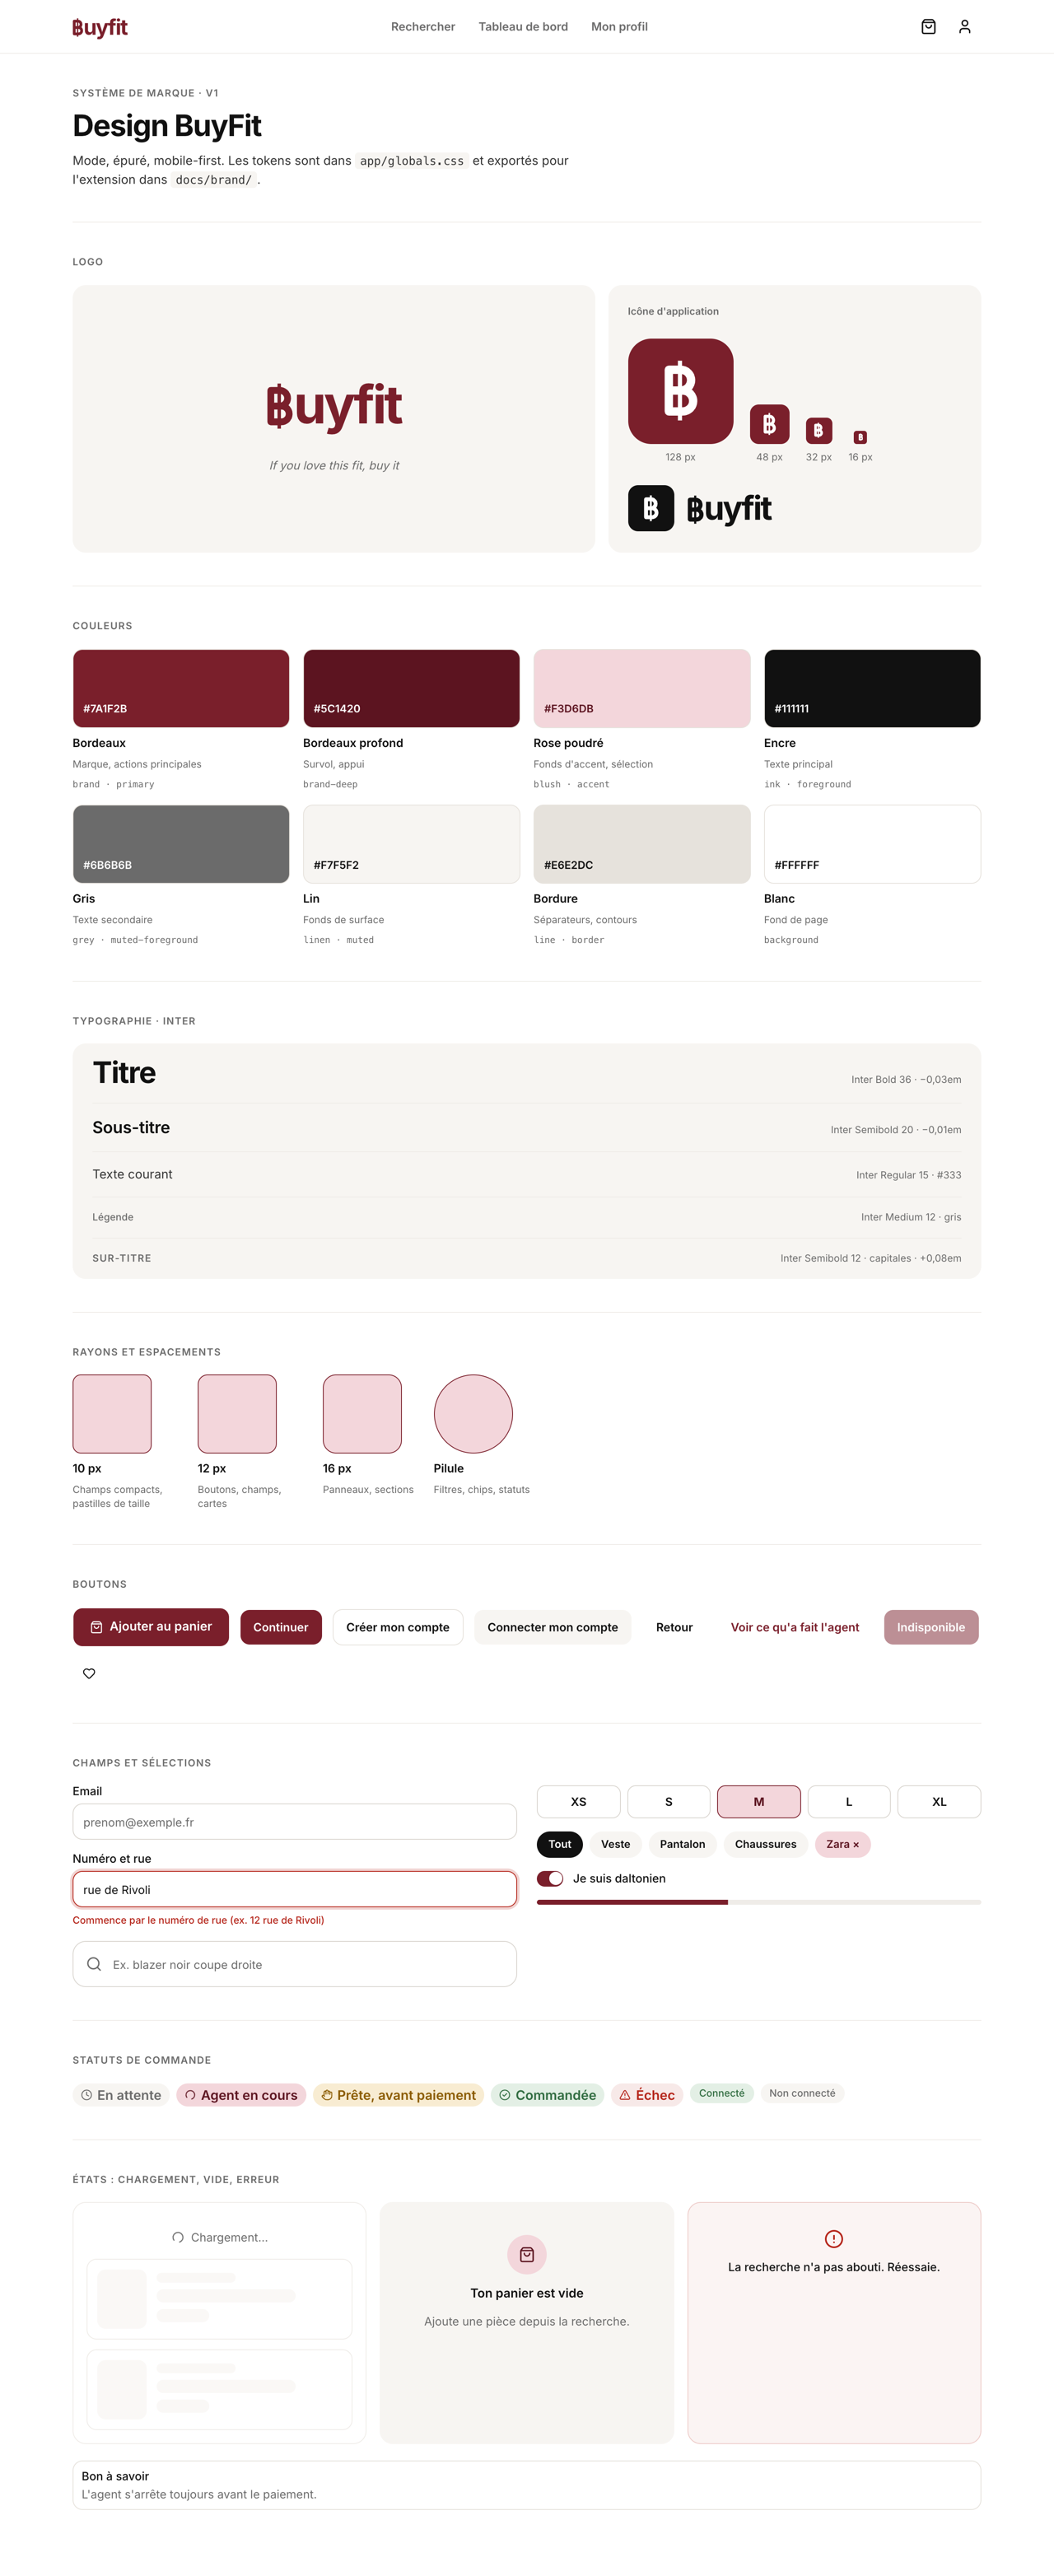 Buyfit
Rechercher Tableau de bord Mon profil
SYSTÈME DE MARQUE · V1
Design BuyFit
Mode, épuré, mobile-first. Les tokens sont dans app/globals.css et exportés pour
l'extension dans docs/brand/.
LOGO
Buyfit
If you love this fit, buy it
Icône d'application
B
B
B
B
128 px
48 px
32 px
16 px
B
Buyfit
COULEURS
#7A1F2B
Bordeaux
Marque, actions principales
brand · primary
#5C1420
Bordeaux profond
Survol, appui
brand-deep
#F3D6DB
Rose poudré
Fonds d'accent, sélection
blush · accent
#111111
Encre
Texte principal
ink · foreground
#6B6B6B
Gris
Texte secondaire
grey · muted-foreground
#F7F5F2
Lin
Fonds de surface
linen · muted
#E6E2DC
Bordure
Séparateurs, contours
line · border
#FFFFFF
Blanc
Fond de page
background
TYPOGRAPHIE · INTER
Titre
Inter Bold 36 · −0,03em
Sous-titre
Inter Semibold 20 · −0,01em
Texte courant
Inter Regular 15 · #333
Légende
Inter Medium 12 · gris
SUR-TITRE
Inter Semibold 12 · capitales · +0,08em
RAYONS ET ESPACEMENTS
10 px
Champs compacts,
pastilles de taille
12 px
Boutons, champs,
cartes
16 px
Panneaux, sections
Pilule
Filtres, chips, statuts
BOUTONS
Ajouter au panier
Continuer
Créer mon compte
Connecter mon compte
Retour
Voir ce qu'a fait l'agent
Indisponible
CHAMPS ET SÉLECTIONS
Email
prenom@exemple.fr
Numéro et rue
rue de Rivoli
Commence par le numéro de rue (ex. 12 rue de Rivoli)
Ex. blazer noir coupe droite
XS
S
M
L
XL
Tout
Veste
Pantalon
Chaussures
Zara ×
Je suis daltonien
STATUTS DE COMMANDE
En attente
Agent en cours
Prête, avant paiement
Commandée
Échec
Connecté
Non connecté
ÉTATS : CHARGEMENT, VIDE, ERREUR
Chargement…
Ton panier est vide
Ajoute une pièce depuis la recherche.
La recherche n'a pas abouti. Réessaie.
Bon à savoir
L'agent s'arrête toujours avant le paiement.